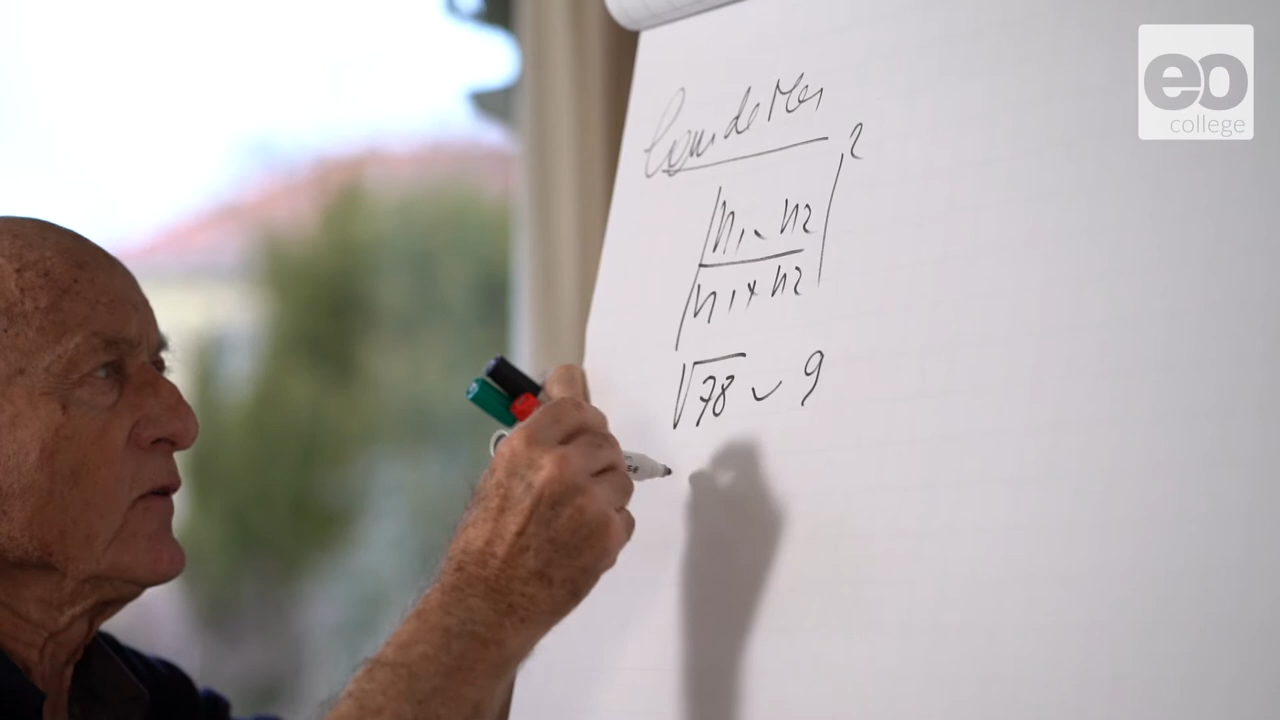 |n1 - n2|²
|n1 + n2|
√78 ~ 9
eo
college